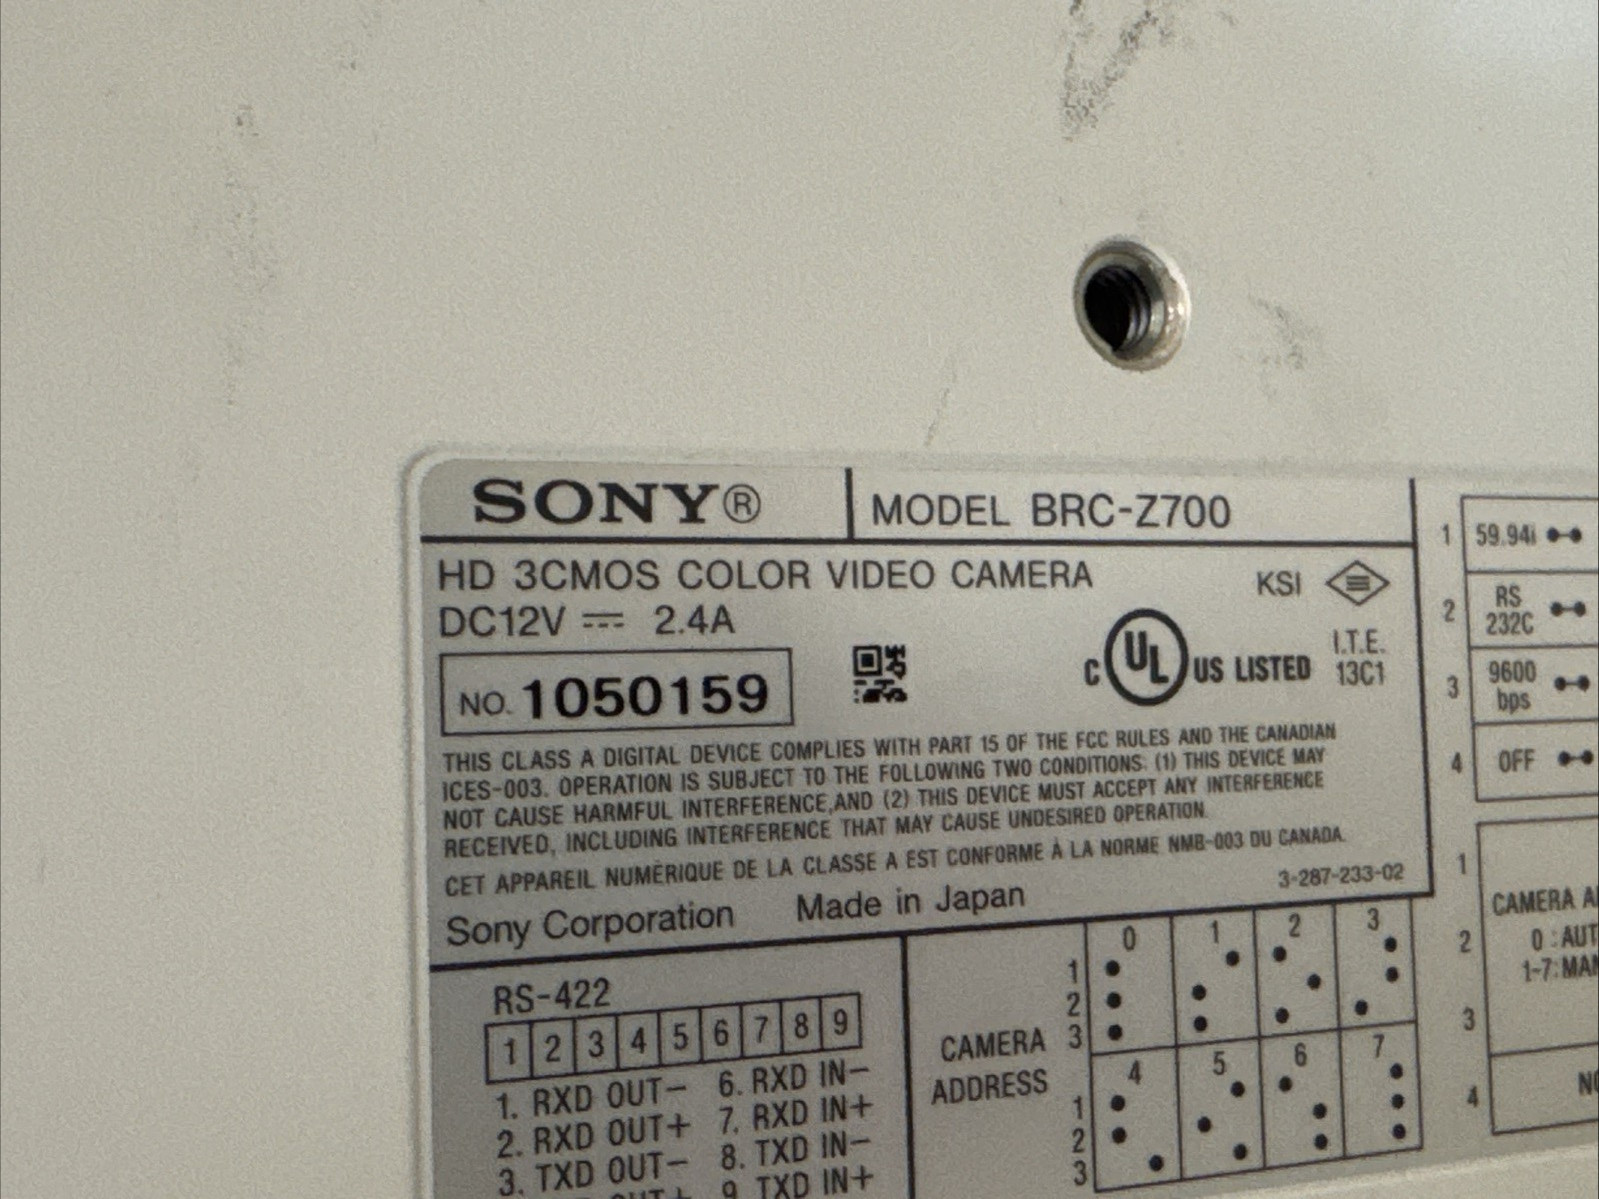 SONY® MODEL BRC-Z700
HD 3CMOS COLOR VIDEO CAMERA
KSI
DC12V 2.4A
NO. 1050159
C UL US LISTED
I.T.E.
13C1
THIS CLASS A DIGITAL DEVICE COMPLIES WITH PART 15 OF THE FCC RULES AND THE CANADIAN
ICES-003. OPERATION IS SUBJECT TO THE FOLLOWING TWO CONDITIONS: (1) THIS DEVICE MAY
NOT CAUSE HARMFUL INTERFERENCE,AND (2) THIS DEVICE MUST ACCEPT ANY INTERFERENCE
RECEIVED, INCLUDING INTERFERENCE THAT MAY CAUSE UNDESIRED OPERATION.
CET APPAREIL NUMÉRIQUE DE LA CLASSE A EST CONFORME À LA NORME NMB-003 DU CANADA.
3-287-233-02
Sony Corporation Made in Japan
RS-422
1 2 3 4 5 6 7 8 9
1. RXD OUT- 6. RXD IN-
2. RXD OUT+ 7. RXD IN+
3. TXD OUT- 8. TXD IN-
OUT+ 9. TXD IN+
CAMERA
ADDRESS
0 1 2 3
1
2
3
4 5 6 7
1
2
3
1 59.94i
2 RS
232C
3 9600
bps
4 OFF
1
2
3
4
CAMERA
0 : AUT
1-7: MAN